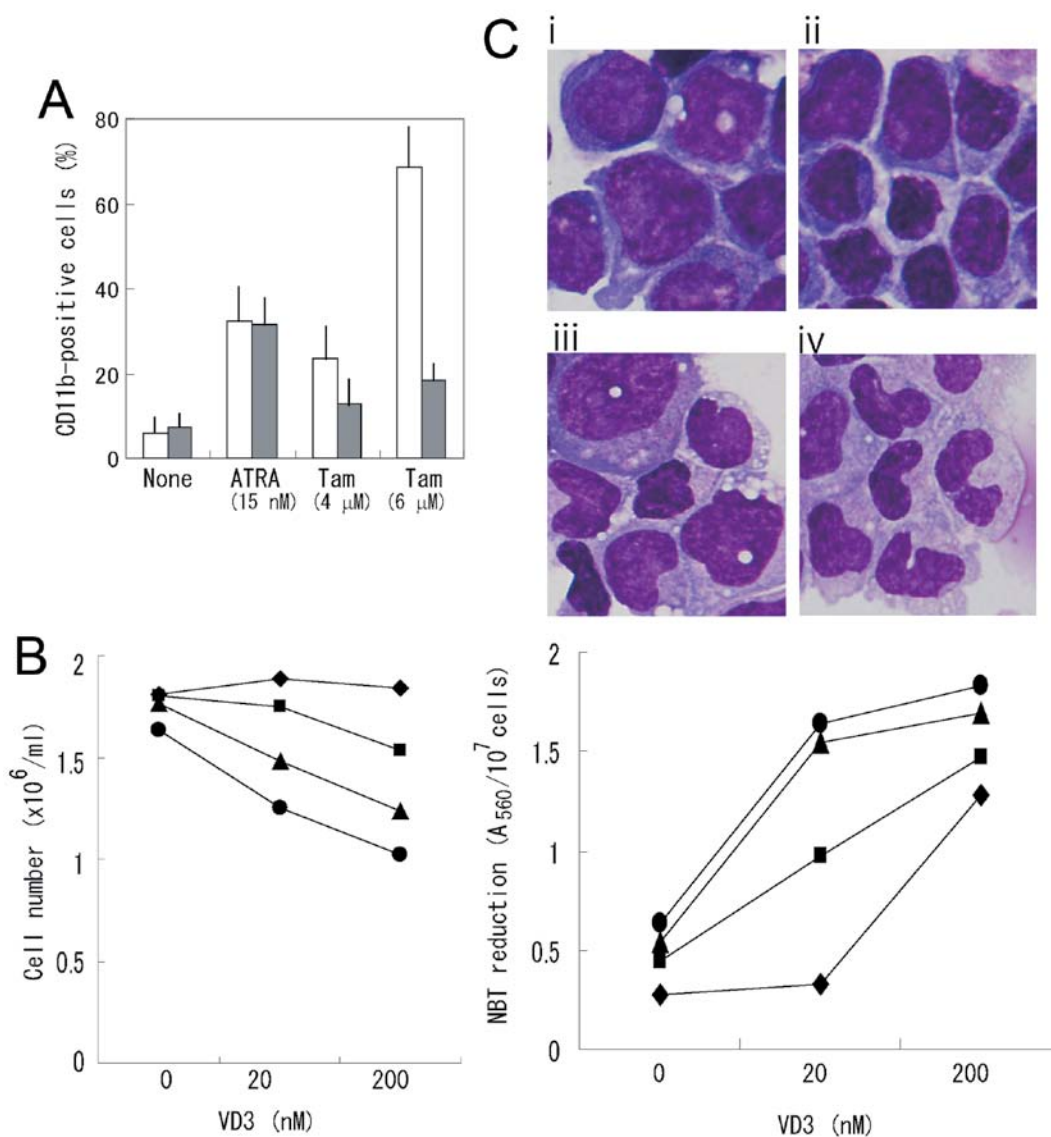 A
CD11b-positive cells (%)
80
60
40
20
0
None
ATRA
(15 nM)
Tam
(4 μM)
Tam
(6 μM)
C
i
ii
iii
iv
B
Cell number (x10⁶/ml)
2
1.5
1
0.5
0
0
20
200
VD3 (nM)
NBT reduction (A₅₆₀/10⁷ cells)
2
1.5
1
0.5
0
0
20
200
VD3 (nM)